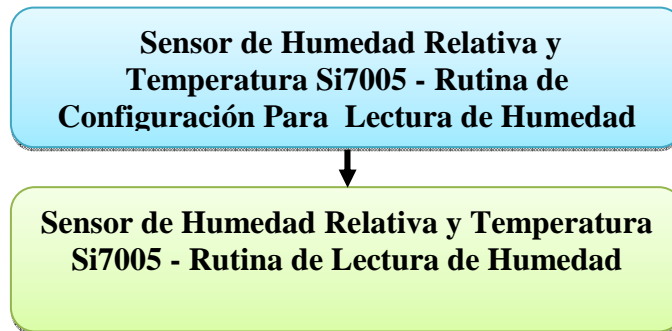 Sensor de Humedad Relativa y
Temperatura Si7005 - Rutina de
Configuración Para Lectura de Humedad
Sensor de Humedad Relativa y Temperatura
Si7005 - Rutina de Lectura de Humedad